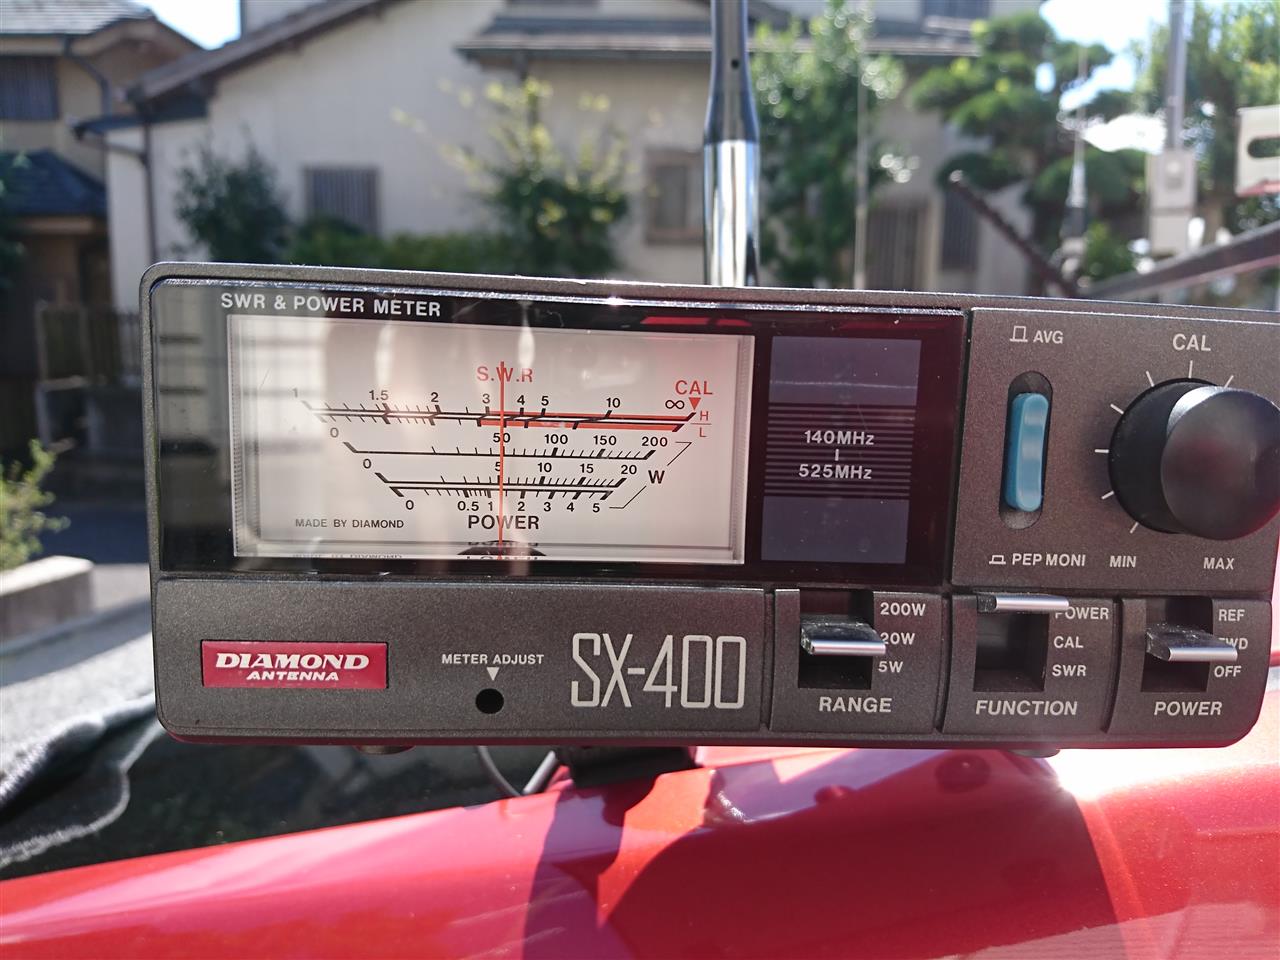 SWR & POWER METER
S.W.R
CAL
1 1.5 2 3 4 5 10 ∞
H
L
0 50 100 150 200
0 5 10 15 20
W
0 0.5 1 2 3 4 5
MADE BY DIAMOND
POWER
140MHz
525MHz
AVG
PEP MONI
CAL
MIN
MAX
DIAMOND
ANTENNA
METER ADJUST
SX-400
200W
20W
5W
RANGE
POWER
CAL
SWR
FUNCTION
REF
OFF
POWER